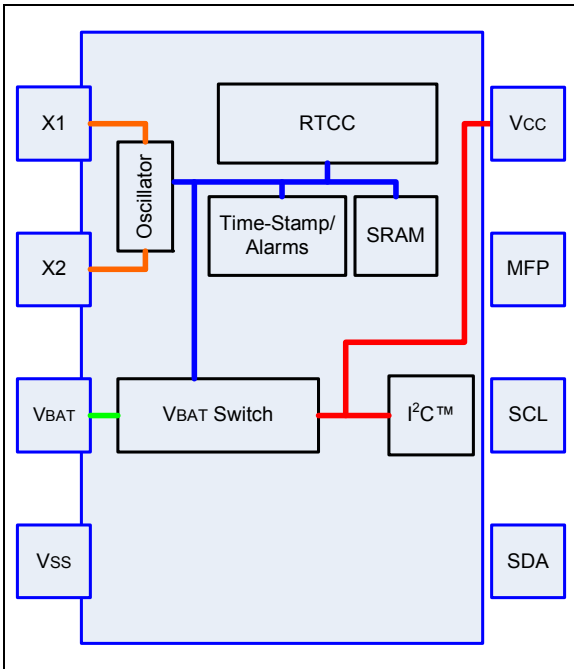 X1
X2
VBAT
VSS
Oscillator
RTCC
Time-Stamp/
Alarms
SRAM
VBAT Switch
I²C™
VCC
MFP
SCL
SDA